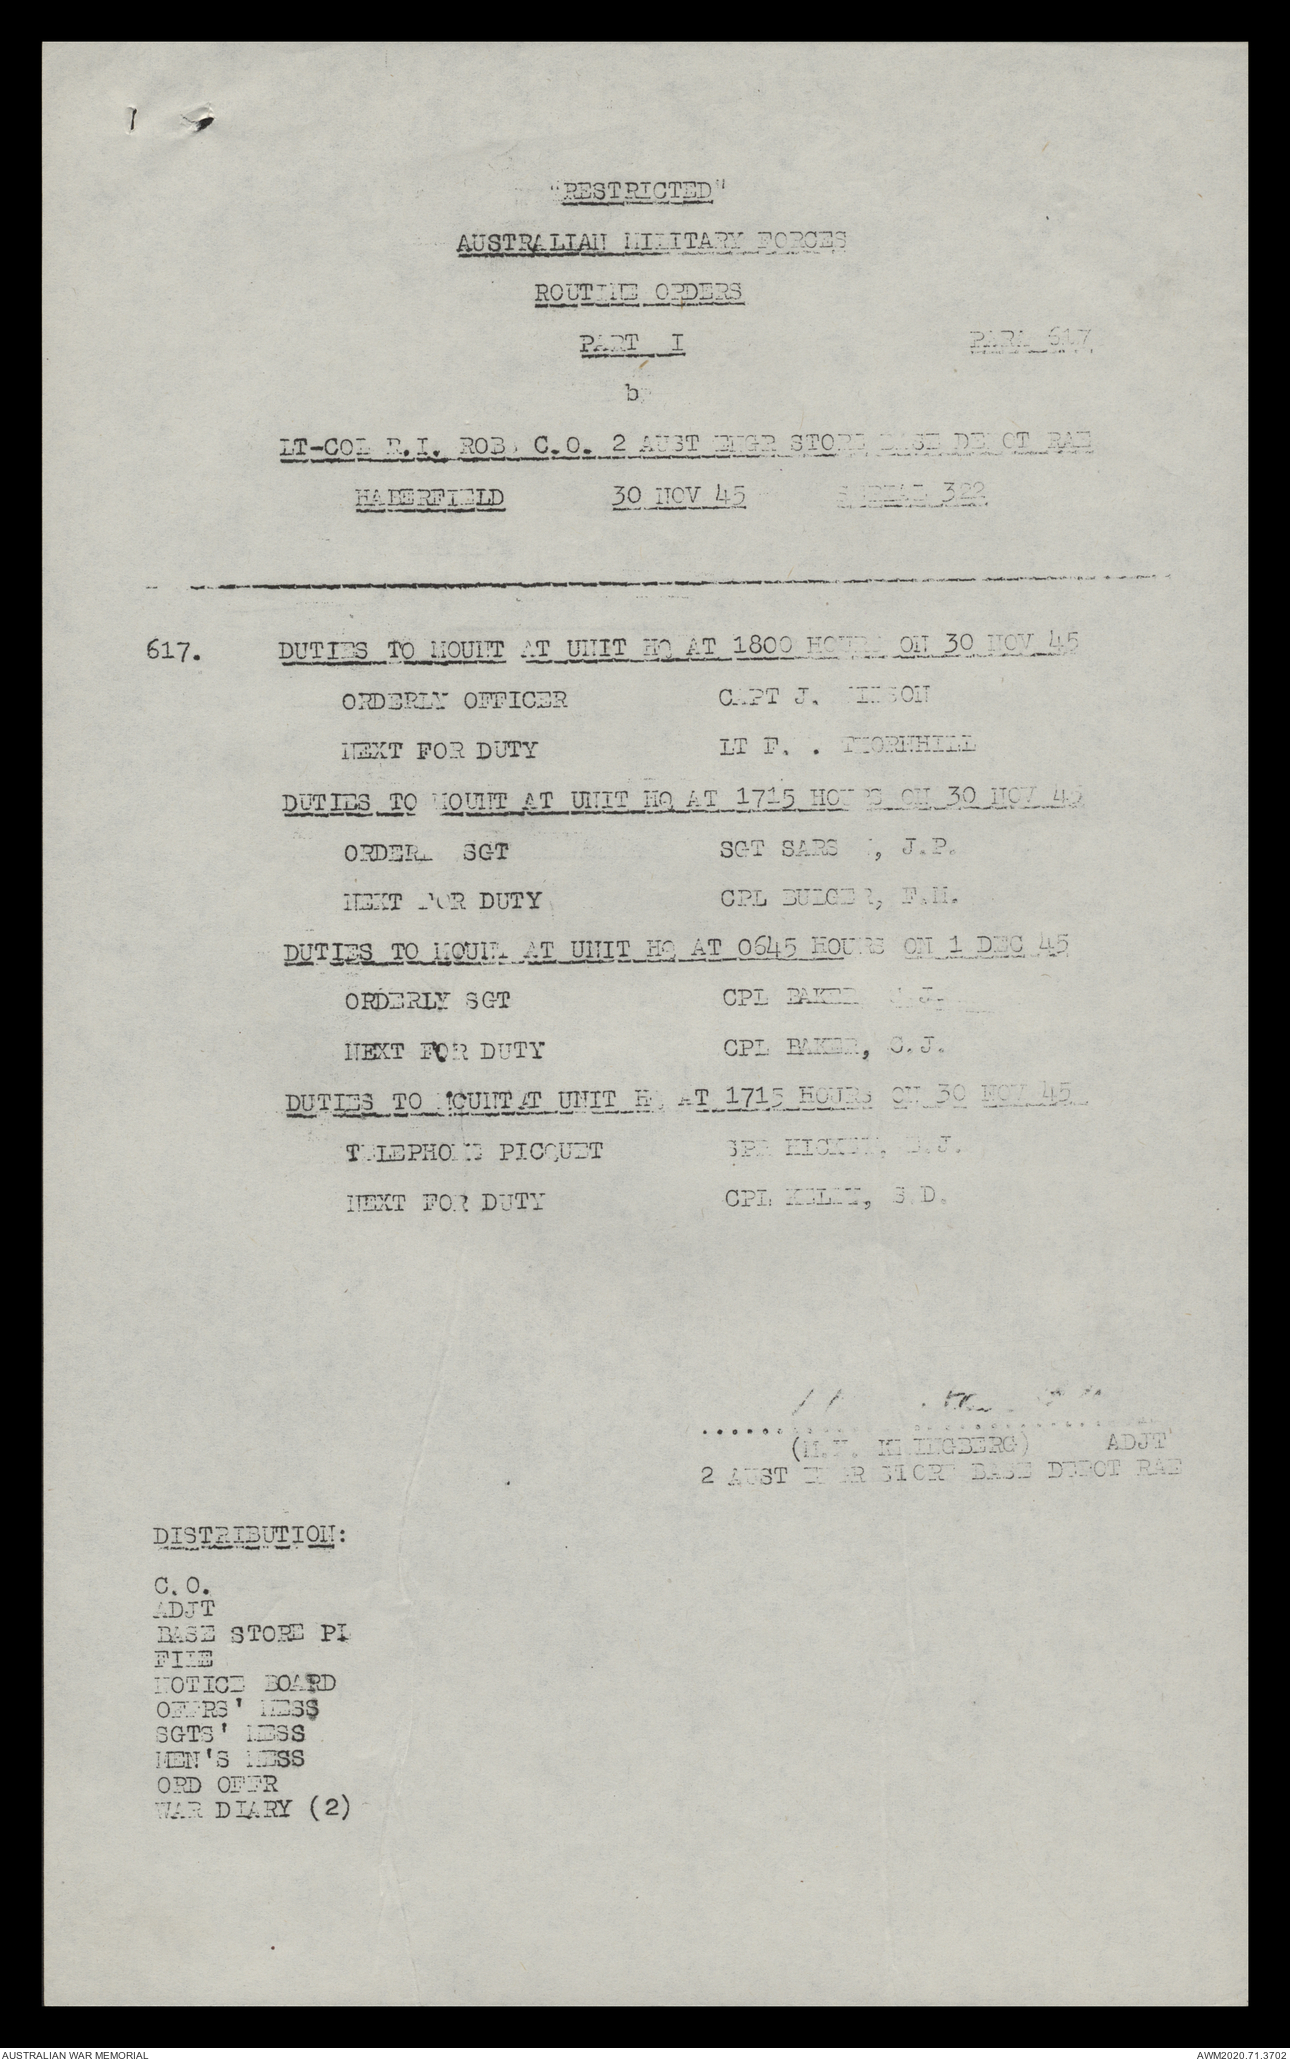 "RESTRICTED"
AUSTRALIAN MILITARY FORCES
ROUTINE ORDERS
PART I PARA 617
LT-COL R.I. C.O. 2 AUST ENGR STORE BASE DEPOT RAE
HABERFIELD 30 NOV 45 SERIAL 322
617. DUTIES TO MOUNT AT UNIT HQ AT 1800 HOURS ON 30 NOV 45
ORDERLY OFFICER CAPT J.
NEXT FOR DUTY LT F. THORNHILL
DUTIES TO MOUNT AT UNIT HQ AT 1715 HOURS ON 30 NOV 45
ORDERLY SGT SGT J.P.
NEXT FOR DUTY CPL F.H.
DUTIES TO MOUNT AT UNIT HQ AT 0645 HOURS ON 1 DEC 45
ORDERLY SGT CPL BAKER
NEXT FOR DUTY CPL BAKER, C.J.
DUTIES TO MOUNT AT UNIT HQ AT 1715 HOURS ON 30 NOV 45
TELEPHONE PICQUET SPR
NEXT FOR DUTY CPL S.D.
(KLINGBERG) ADJT
2 AUST ENGR STORE BASE DEPOT RAE
DISTRIBUTION:
C.O.
ADJT
BASE STORE PL
FILE
NOTICE BOARD
OFFRS' MESS
SGTS' MESS
MEN'S MESS
ORD OFFR
WAR DIARY (2)
AUSTRALIAN WAR MEMORIAL AWM2020.71.3702